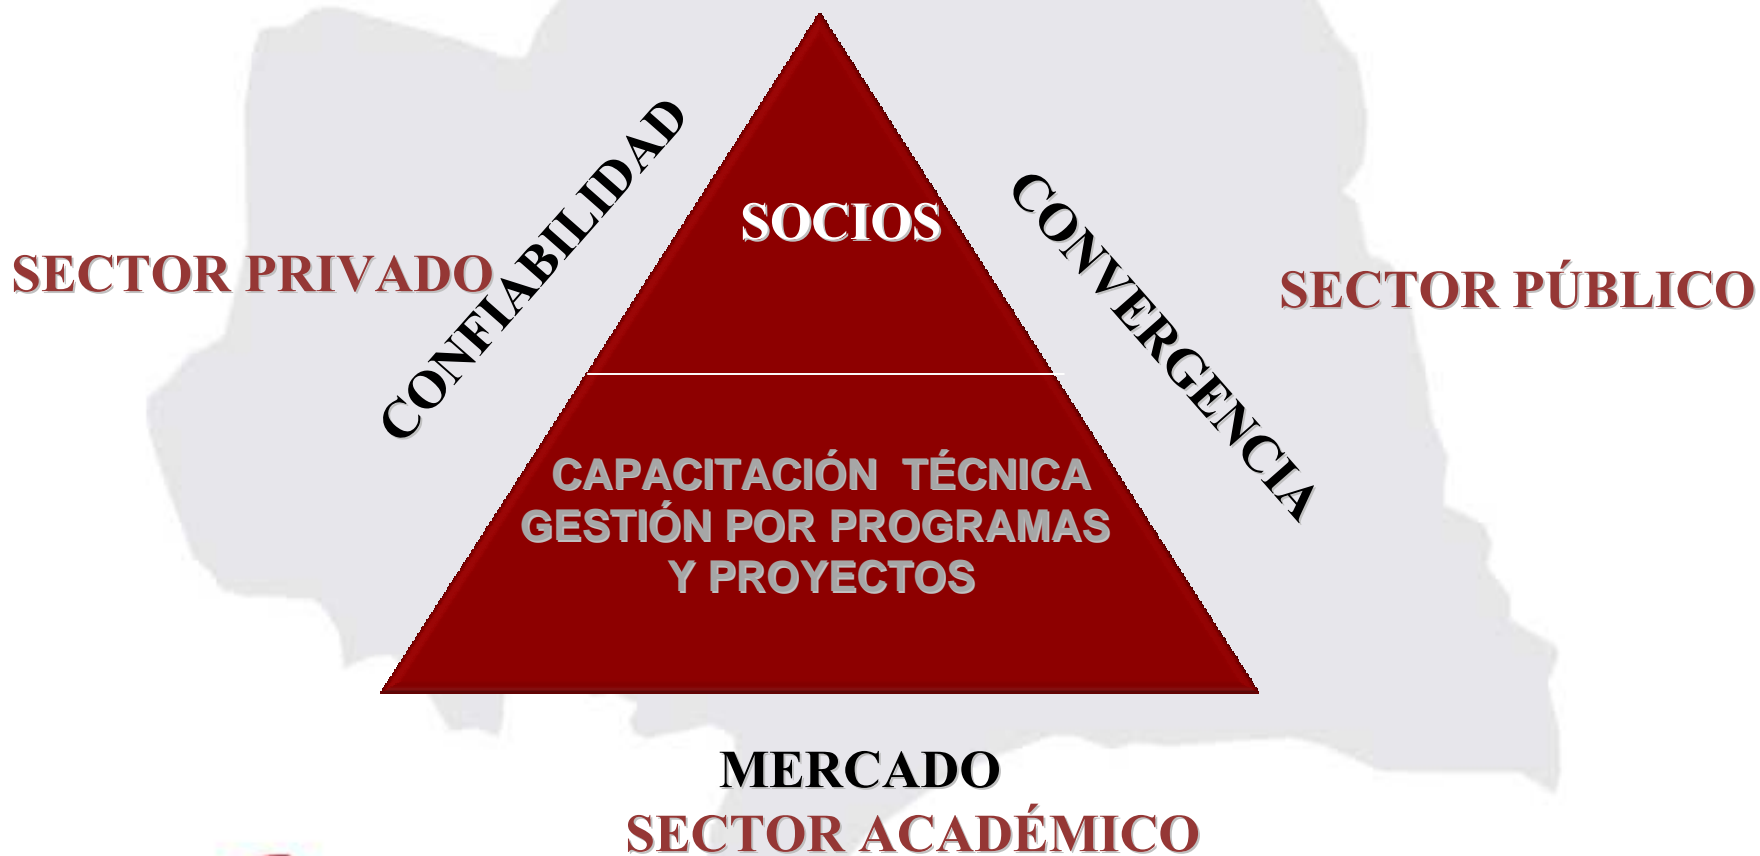 CONFIABILIDAD
SOCIOS
CONVERGENCIA
SECTOR PRIVADO
SECTOR PÚBLICO
CAPACITACIÓN TÉCNICA
GESTIÓN POR PROGRAMAS
Y PROYECTOS
MERCADO
SECTOR ACADÉMICO